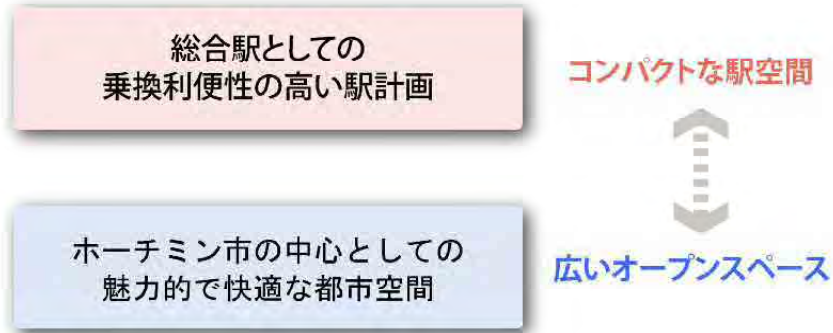 総合駅としての
乗換利便性の高い駅計画
コンパクトな駅空間
ホーチミン市の中心としての
魅力的で快適な都市空間
広いオープンスペース